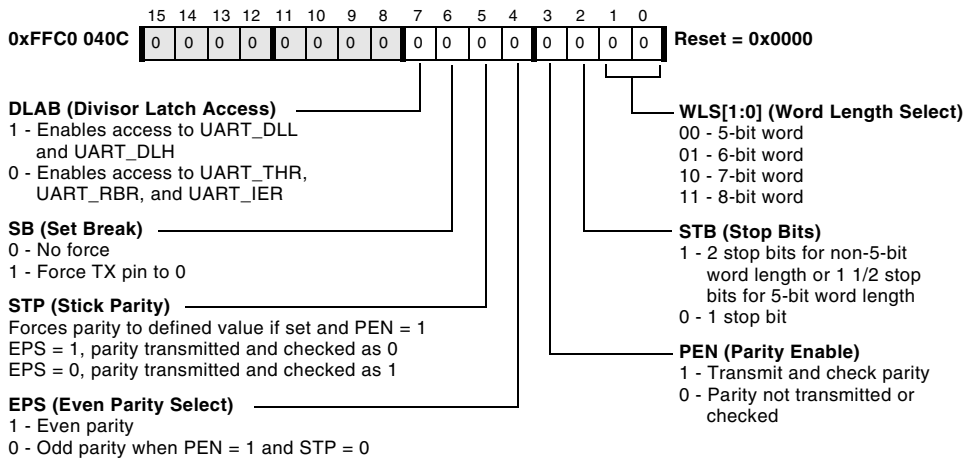 15 14 13 12 11 10 9 8 7 6 5 4 3 2 1 0
0xFFC0 040C 0 0 0 0 0 0 0 0 0 0 0 0 0 0 0 0 Reset = 0x0000
DLAB (Divisor Latch Access)
1 - Enables access to UART_DLL
and UART_DLH
0 - Enables access to UART_THR,
UART_RBR, and UART_IER
SB (Set Break)
0 - No force
1 - Force TX pin to 0
STP (Stick Parity)
Forces parity to defined value if set and PEN = 1
EPS = 1, parity transmitted and checked as 0
EPS = 0, parity transmitted and checked as 1
EPS (Even Parity Select)
1 - Even parity
0 - Odd parity when PEN = 1 and STP = 0
WLS[1:0] (Word Length Select)
00 - 5-bit word
01 - 6-bit word
10 - 7-bit word
11 - 8-bit word
STB (Stop Bits)
1 - 2 stop bits for non-5-bit
word length or 1 1/2 stop
bits for 5-bit word length
0 - 1 stop bit
PEN (Parity Enable)
1 - Transmit and check parity
0 - Parity not transmitted or
checked